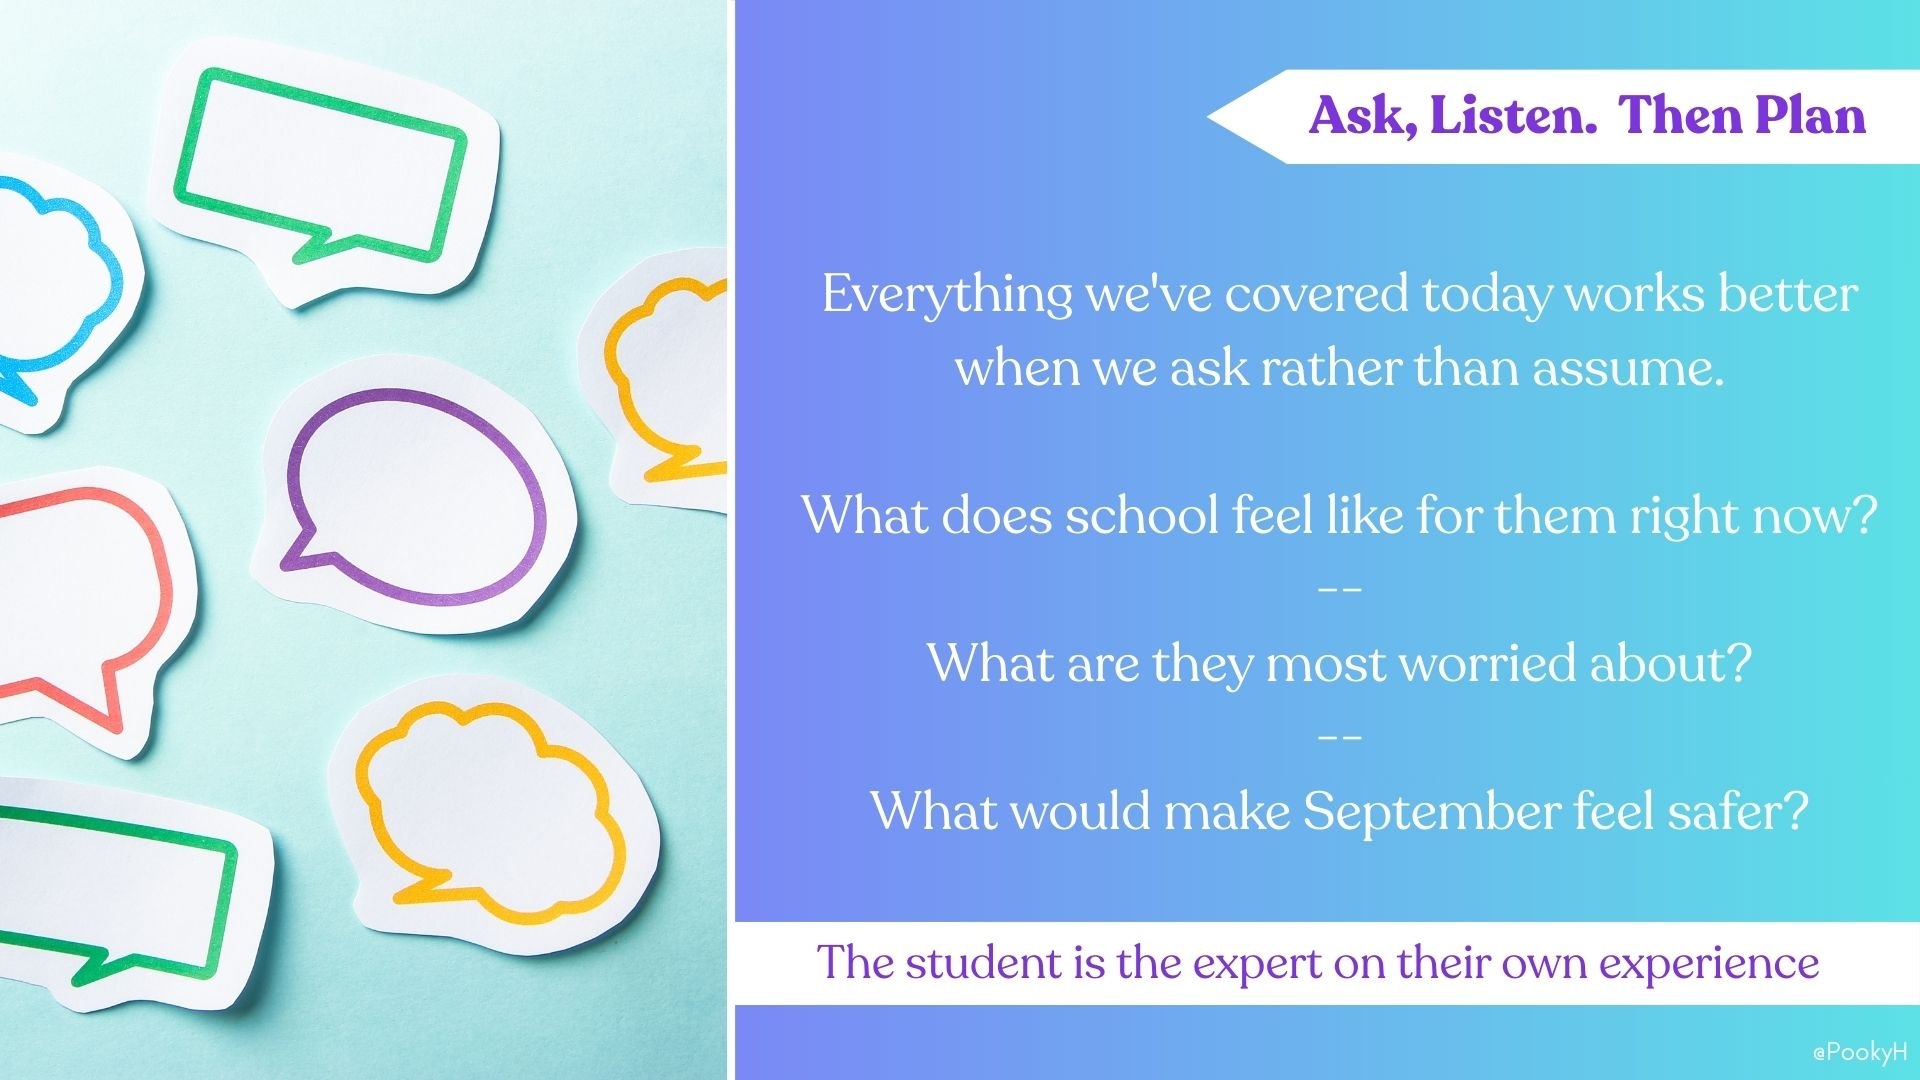 Ask, Listen.  Then Plan
Everything we've covered today works better
when we ask rather than assume.
What does school feel like for them right now?
--
What are they most worried about?
--
What would make September feel safer?
The student is the expert on their own experience
@PookyH